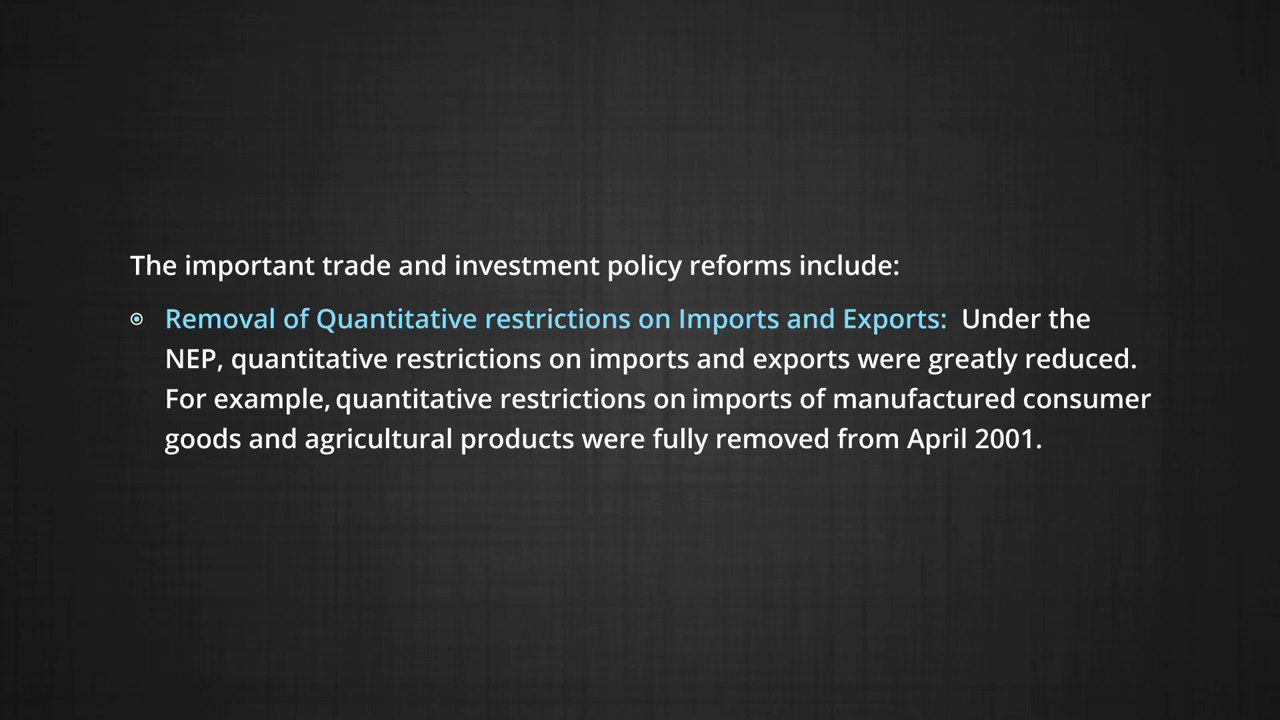 The important trade and investment policy reforms include:
Removal of Quantitative restrictions on Imports and Exports: Under the
NEP, quantitative restrictions on imports and exports were greatly reduced.
For example, quantitative restrictions on imports of manufactured consumer
goods and agricultural products were fully removed from April 2001.